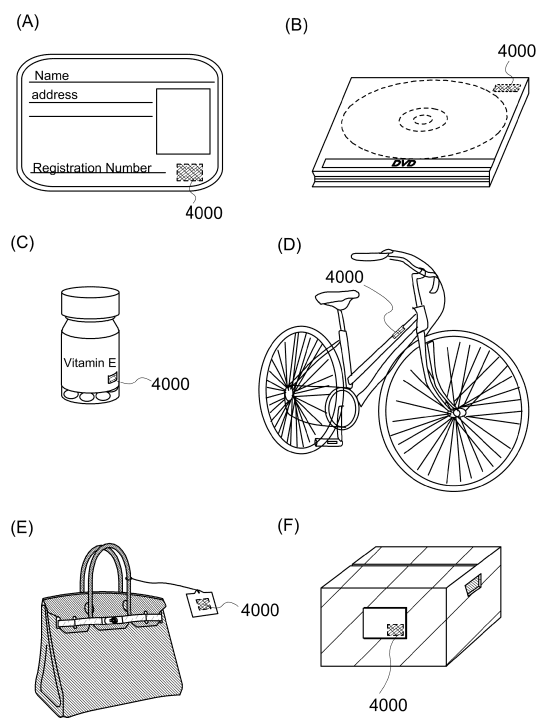 (A)
Name
address
Registration Number
4000
(B)
4000
DVD
(C)
Vitamin E
4000
(D)
4000
(E)
4000
(F)
4000